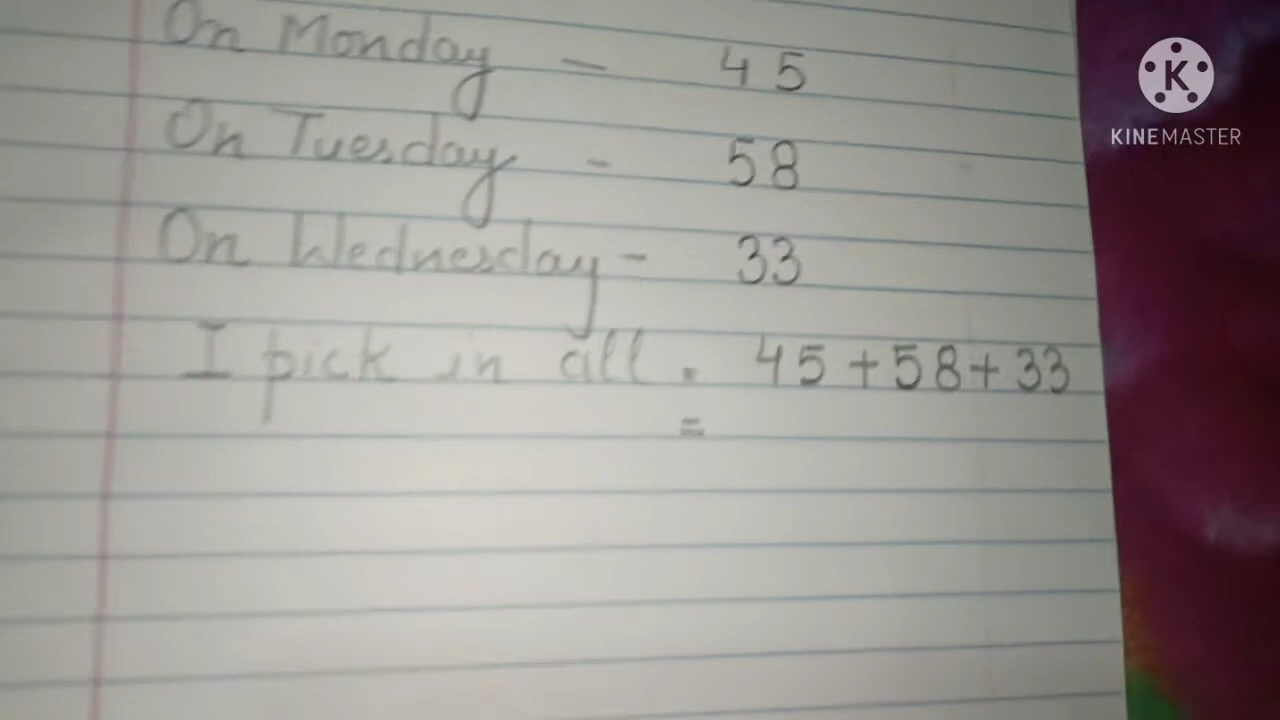 On Monday - 45
On Tuesday - 58
On Wednesday - 33
I pick in all = 45 + 58 + 33
=
K
KINEMASTER